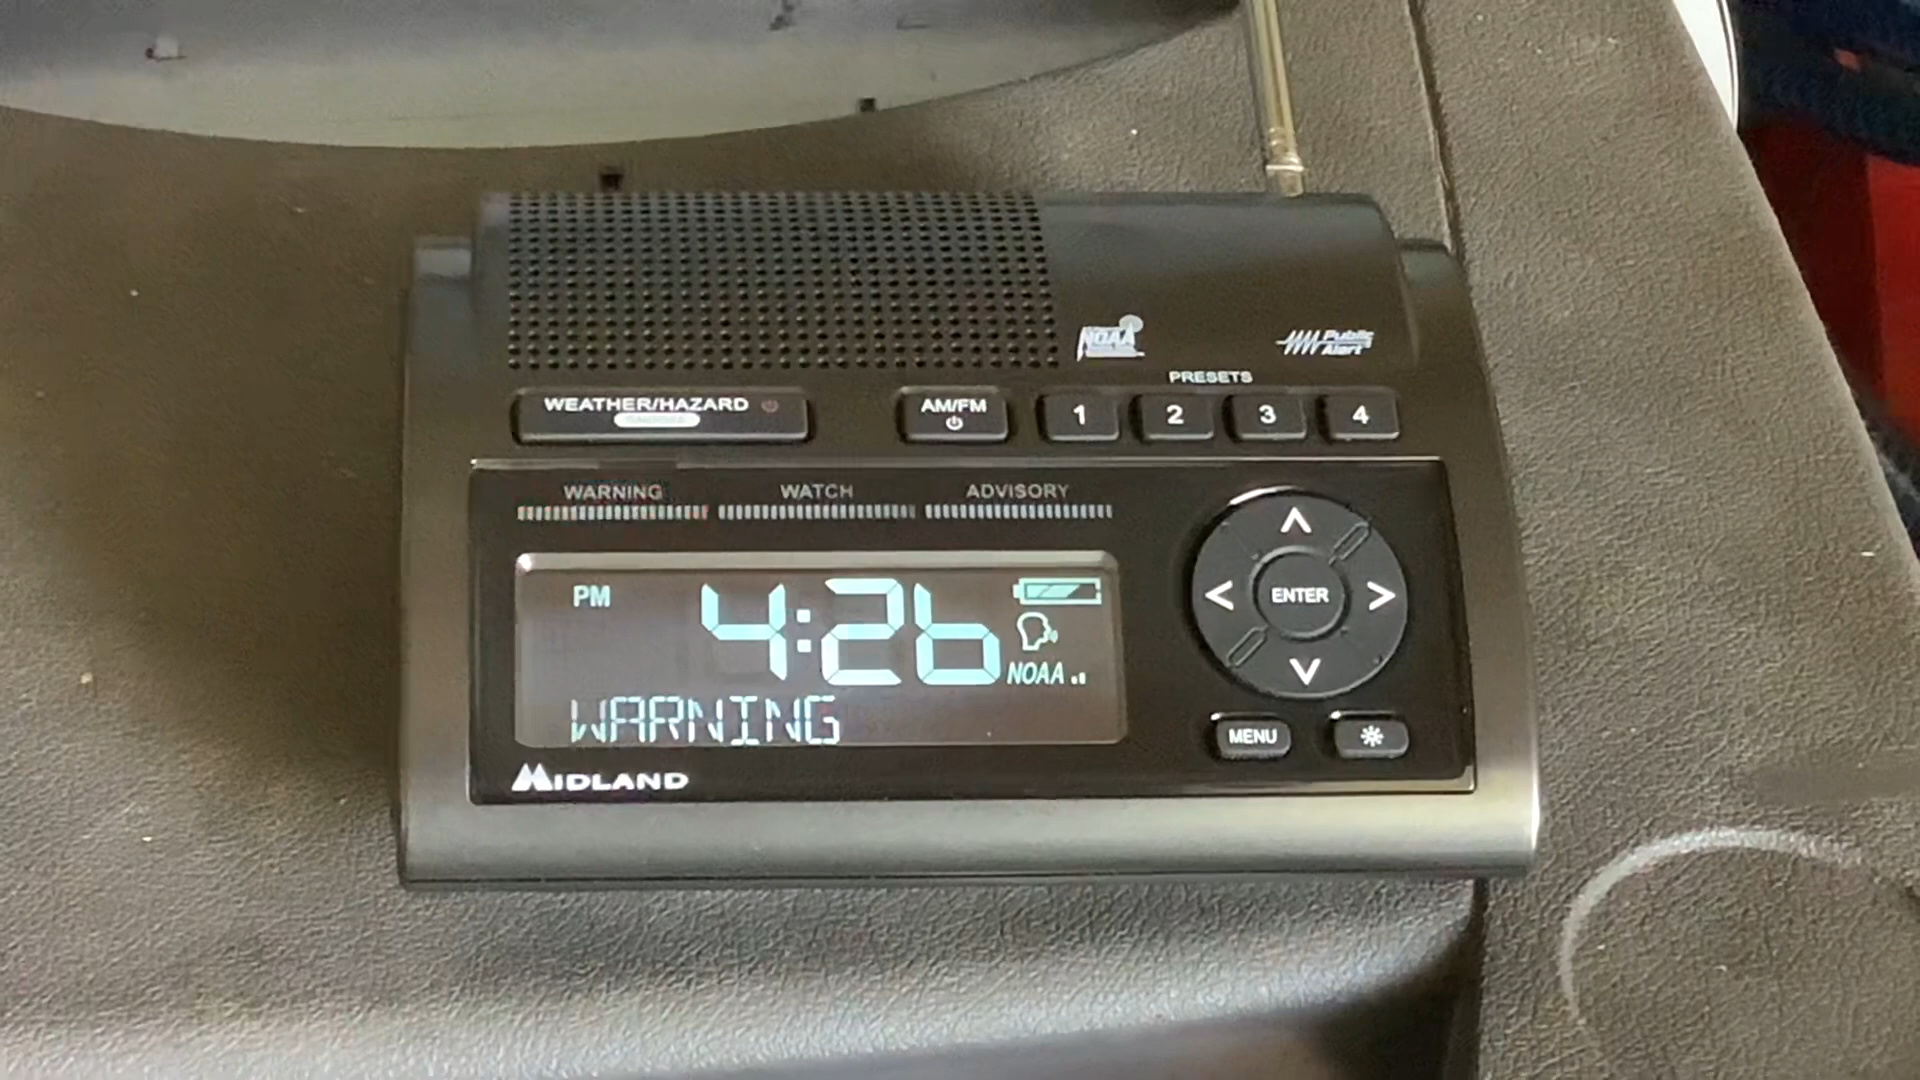 NOAA
Public
Alert
PRESETS
WEATHER/HAZARD
AM/FM
1
2
3
4
WARNING
WATCH
ADVISORY
PM
4:26
NOAA
WARNING
ENTER
MENU
MIDLAND